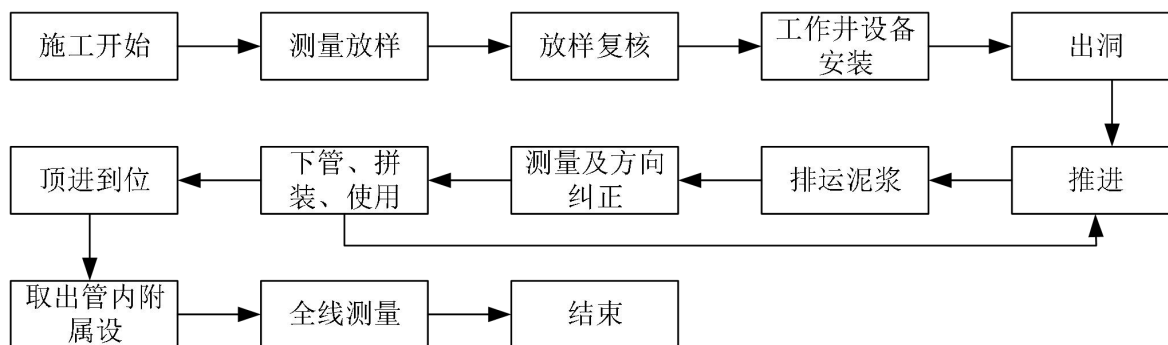 施工开始
测量放样
放样复核
工作井设备
安装
出洞
顶进到位
下管、拼
装、使用
测量及方向
纠正
排运泥浆
推进
取出管内附
属设
全线测量
结束